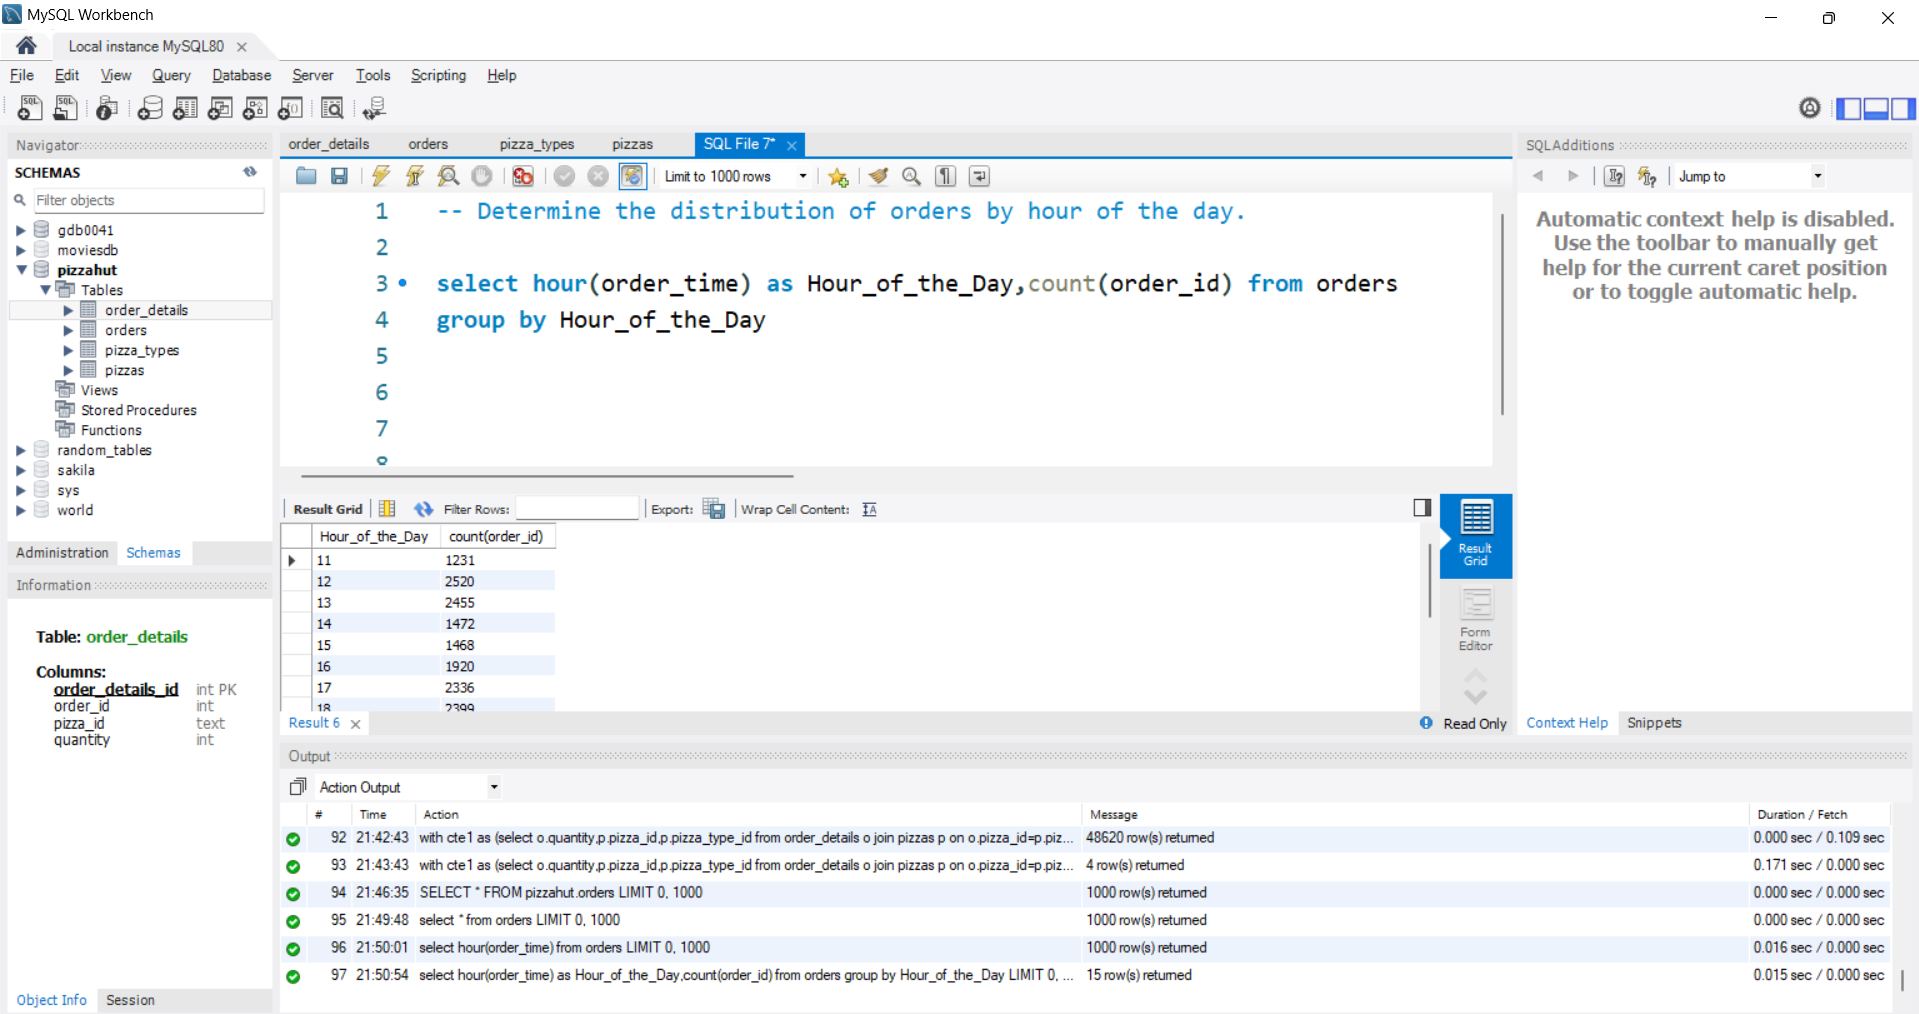 MySQL Workbench
Local instance MySQL80
File Edit View Query Database Server Tools Scripting Help
Navigator
SCHEMAS
Filter objects
gdb0041
moviesdb
pizzahut
Tables
order_details
orders
pizza_types
pizzas
Views
Stored Procedures
Functions
random_tables
sakila
sys
world
Administration Schemas
Information
Table: order_details
Columns:
order_details_id int PK
order_id int
pizza_id text
quantity int
Object Info Session
order_details orders pizza_types pizzas SQL File 7*
Limit to 1000 rows
1 -- Determine the distribution of orders by hour of the day.
2
3 select hour(order_time) as Hour_of_the_Day,count(order_id) from orders
4 group by Hour_of_the_Day
5
6
7
8
Result Grid Filter Rows: Export: Wrap Cell Content:
Hour_of_the_Day count(order_id)
11 1231
12 2520
13 2455
14 1472
15 1468
16 1920
17 2336
18 2399
Result
Grid
Form
Editor
Result 6 Read Only
SQLAdditions
Jump to
Automatic context help is disabled.
Use the toolbar to manually get
help for the current caret position
or to toggle automatic help.
Context Help Snippets
Output
Action Output
# Time Action Message Duration / Fetch
92 21:42:43 with cte1 as (select o.quantity,p.pizza_id,p.pizza_type_id from order_details o join pizzas p on o.pizza_id=p.piz... 48620 row(s) returned 0.000 sec / 0.109 sec
93 21:43:43 with cte1 as (select o.quantity,p.pizza_id,p.pizza_type_id from order_details o join pizzas p on o.pizza_id=p.piz... 4 row(s) returned 0.171 sec / 0.000 sec
94 21:46:35 SELECT * FROM pizzahut.orders LIMIT 0, 1000 1000 row(s) returned 0.000 sec / 0.000 sec
95 21:49:48 select * from orders LIMIT 0, 1000 1000 row(s) returned 0.000 sec / 0.000 sec
96 21:50:01 select hour(order_time) from orders LIMIT 0, 1000 1000 row(s) returned 0.016 sec / 0.000 sec
97 21:50:54 select hour(order_time) as Hour_of_the_Day,count(order_id) from orders group by Hour_of_the_Day LIMIT 0, ... 15 row(s) returned 0.015 sec / 0.000 sec